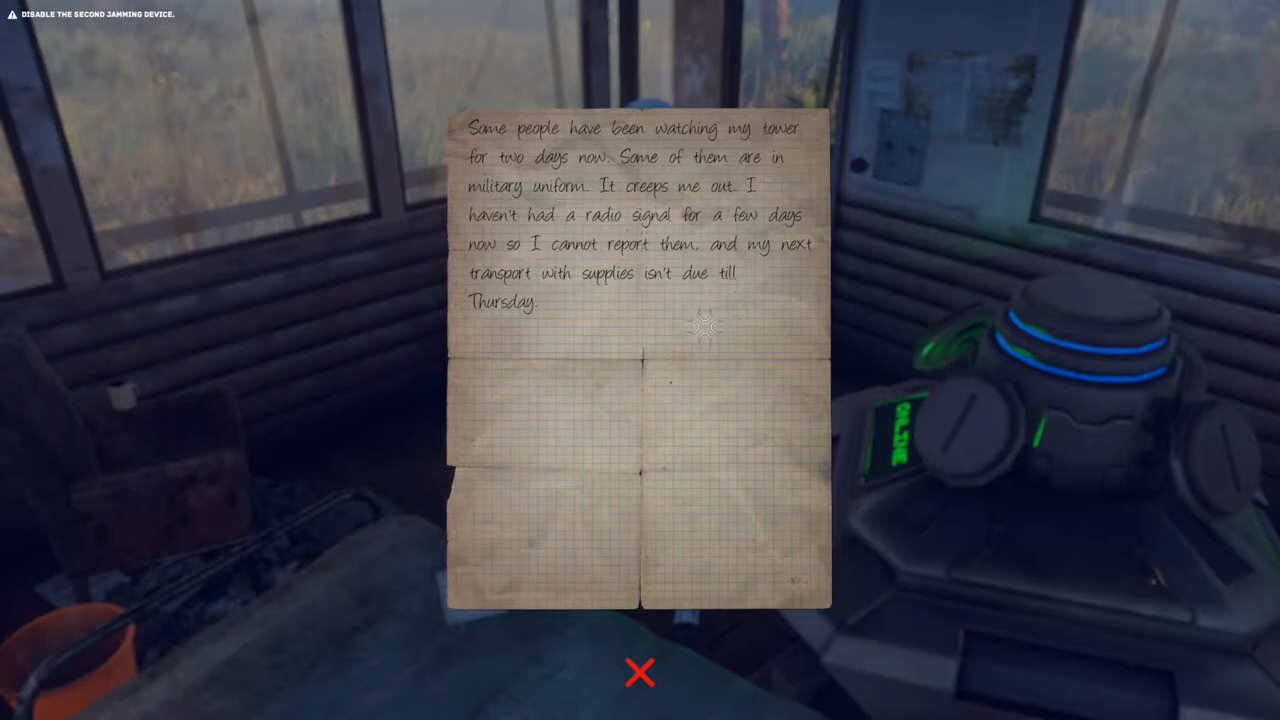 DISABLE THE SECOND JAMMING DEVICE.
Some people have been watching my tower
for two days now. Some of them are in
military uniform. It creeps me out. I
haven't had a radio signal for a few days
now so I cannot report them, and my next
transport with supplies isn't due till
Thursday.
ONLINE